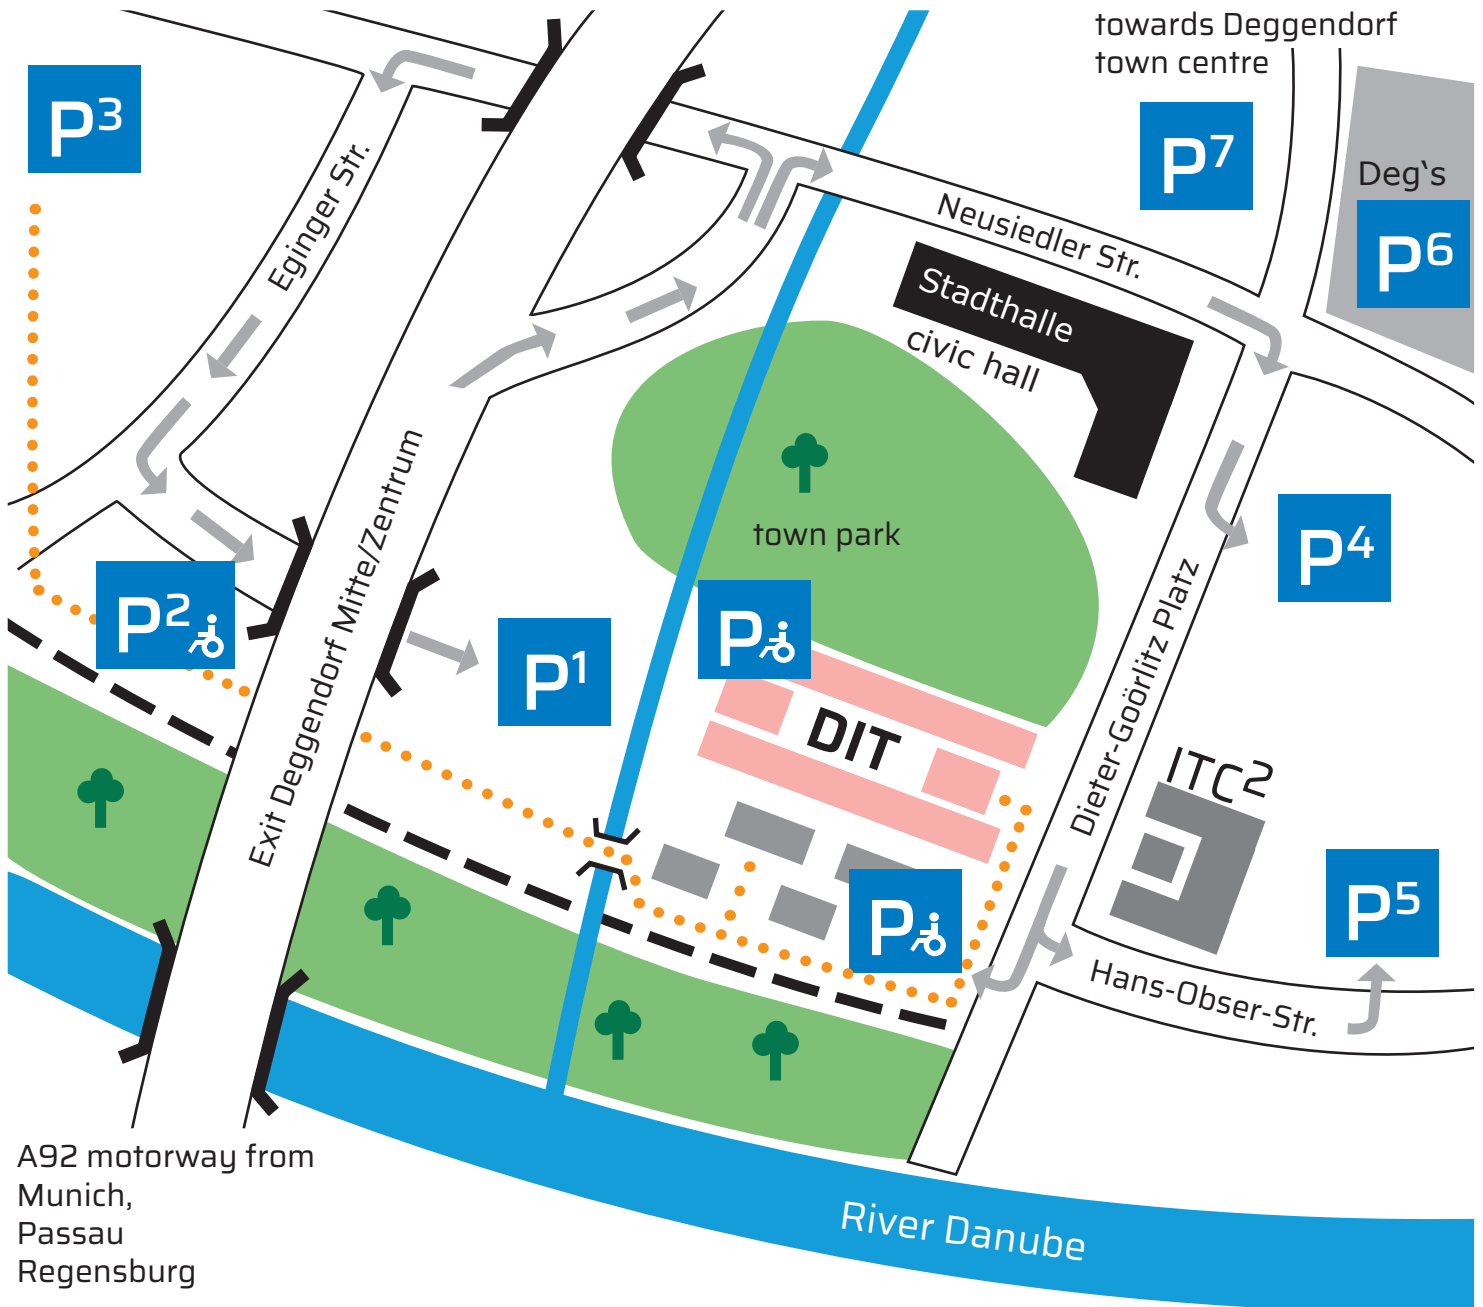 towards Deggendorf
town centre
P3
P7
Deg's
P6
Eginger Str.
Neusiedler Str.
Stadthalle
civic hall
town park
P4
Exit Deggendorf Mitte/Zentrum
P2
P1
P
DIT
Dieter-Goörlitz Platz
ITC2
P5
P
Hans-Obser-Str.
A92 motorway from
Munich,
Passau
Regensburg
River Danube